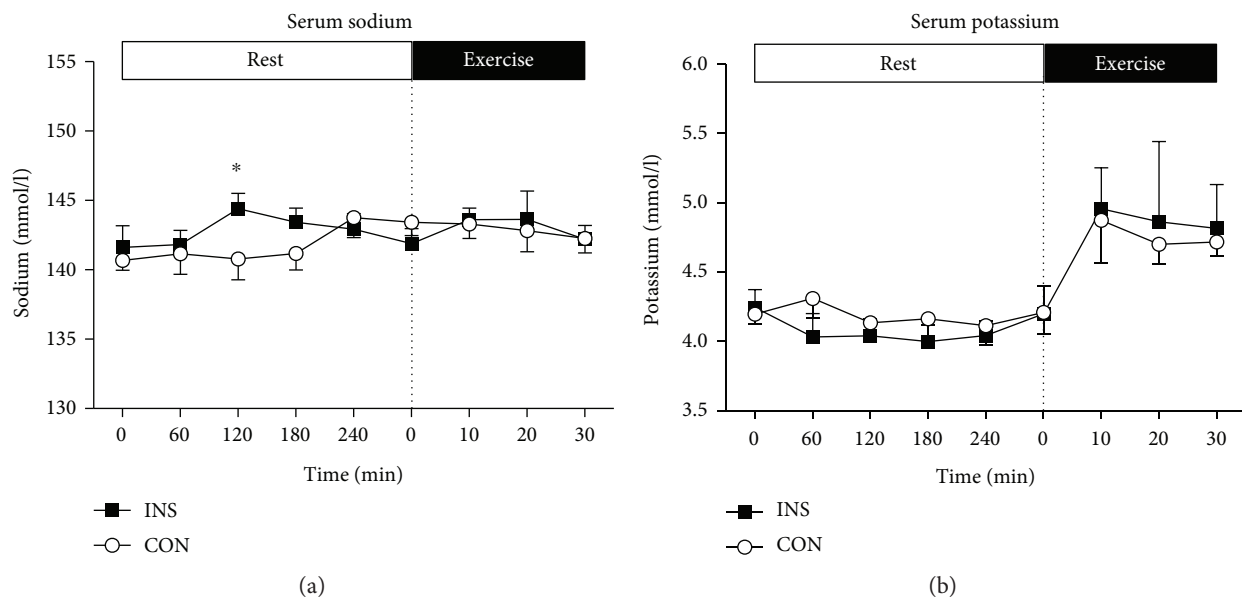 Serum sodium
155
Rest
Exercise
150
*
145
140
135
130
Sodium (mmol/l)
0 60 120 180 240 0 10 20 30
Time (min)
INS
CON
(a)
Serum potassium
6.0
Rest
Exercise
5.5
5.0
4.5
4.0
3.5
Potassium (mmol/l)
0 60 120 180 240 0 10 20 30
Time (min)
INS
CON
(b)